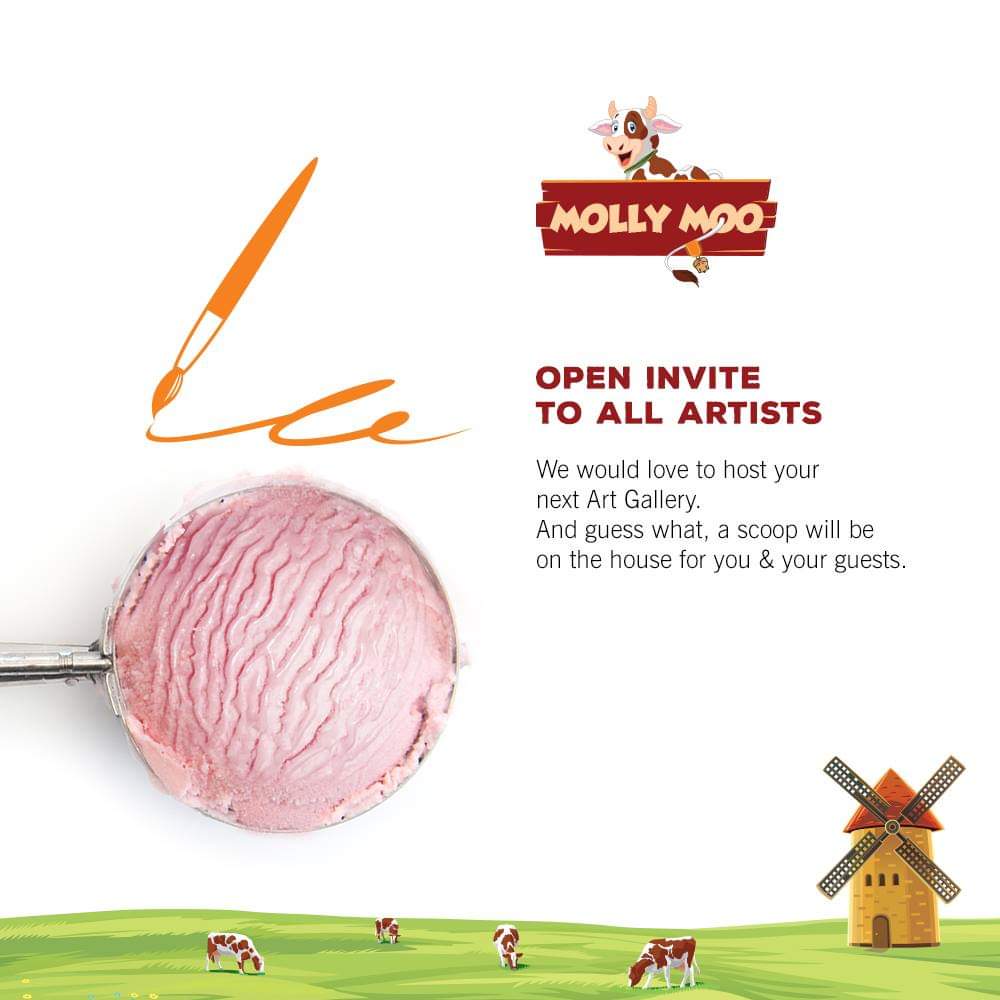 MOLLY MOO
OPEN INVITE
TO ALL ARTISTS
We would love to host your
next Art Gallery.
And guess what, a scoop will be
on the house for you & your guests.